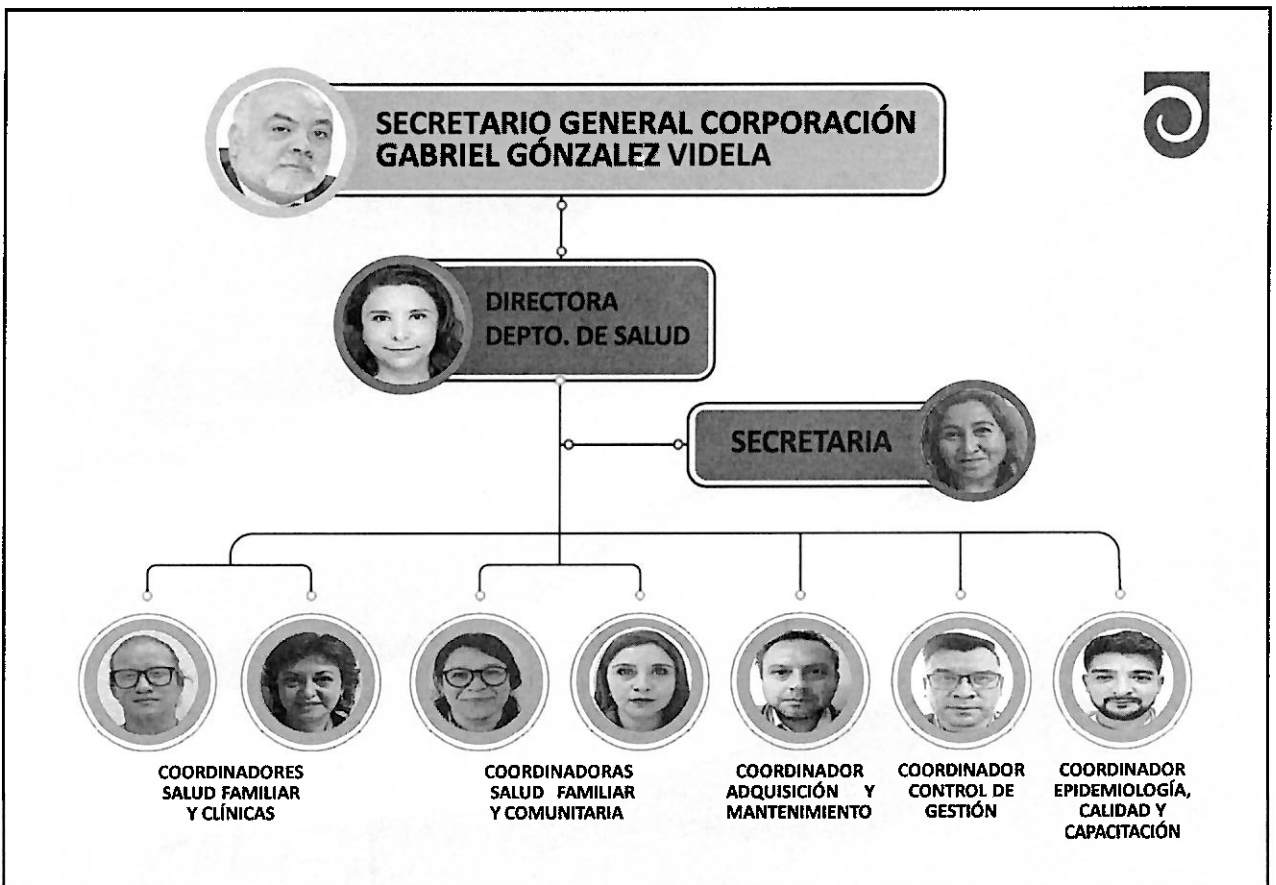 SECRETARIO GENERAL CORPORACIÓN
GABRIEL GÓNZALEZ VIDELA
DIRECTORA
DEPTO. DE SALUD
SECRETARIA
COORDINADORES
SALUD FAMILIAR
Y CLÍNICAS
COORDINADORAS
SALUD FAMILIAR
Y COMUNITARIA
COORDINADOR
ADQUISICIÓN Y
MANTENIMIENTO
COORDINADOR
CONTROL DE
GESTIÓN
COORDINADOR
EPIDEMIOLOGÍA,
CALIDAD Y
CAPACITACIÓN